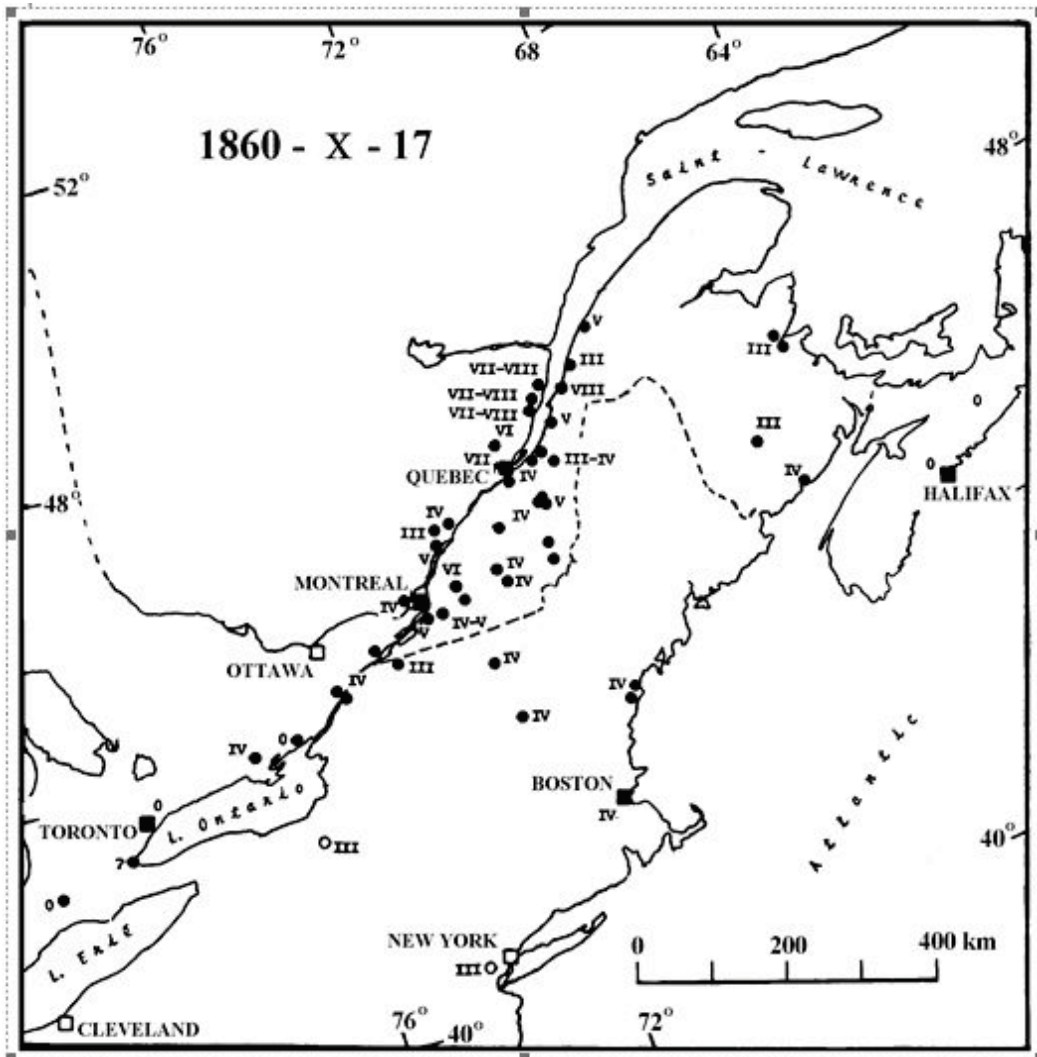 76° 72° 68° 64°
1860 - X - 17
48°
Saint - Lawrence
52°
V
III
III
VII-VIII
VIII
VII-VIII
VII-VIII
V
0
VI
III
VII
III-IV
QUEBEC
IV
IV
0
HALIFAX
48°
V
IV
IV
III
V
IV
VI
IV
MONTREAL
IV
IV-V
V
OTTAWA
III
IV
IV
IV
IV
0
IV
BOSTON
Atlantic
0
L. Ontario
IV
TORONTO
40°
?
III
0
NEW YORK
0 200 400 km
L. Erie
III
CLEVELAND
76° 40° 72°